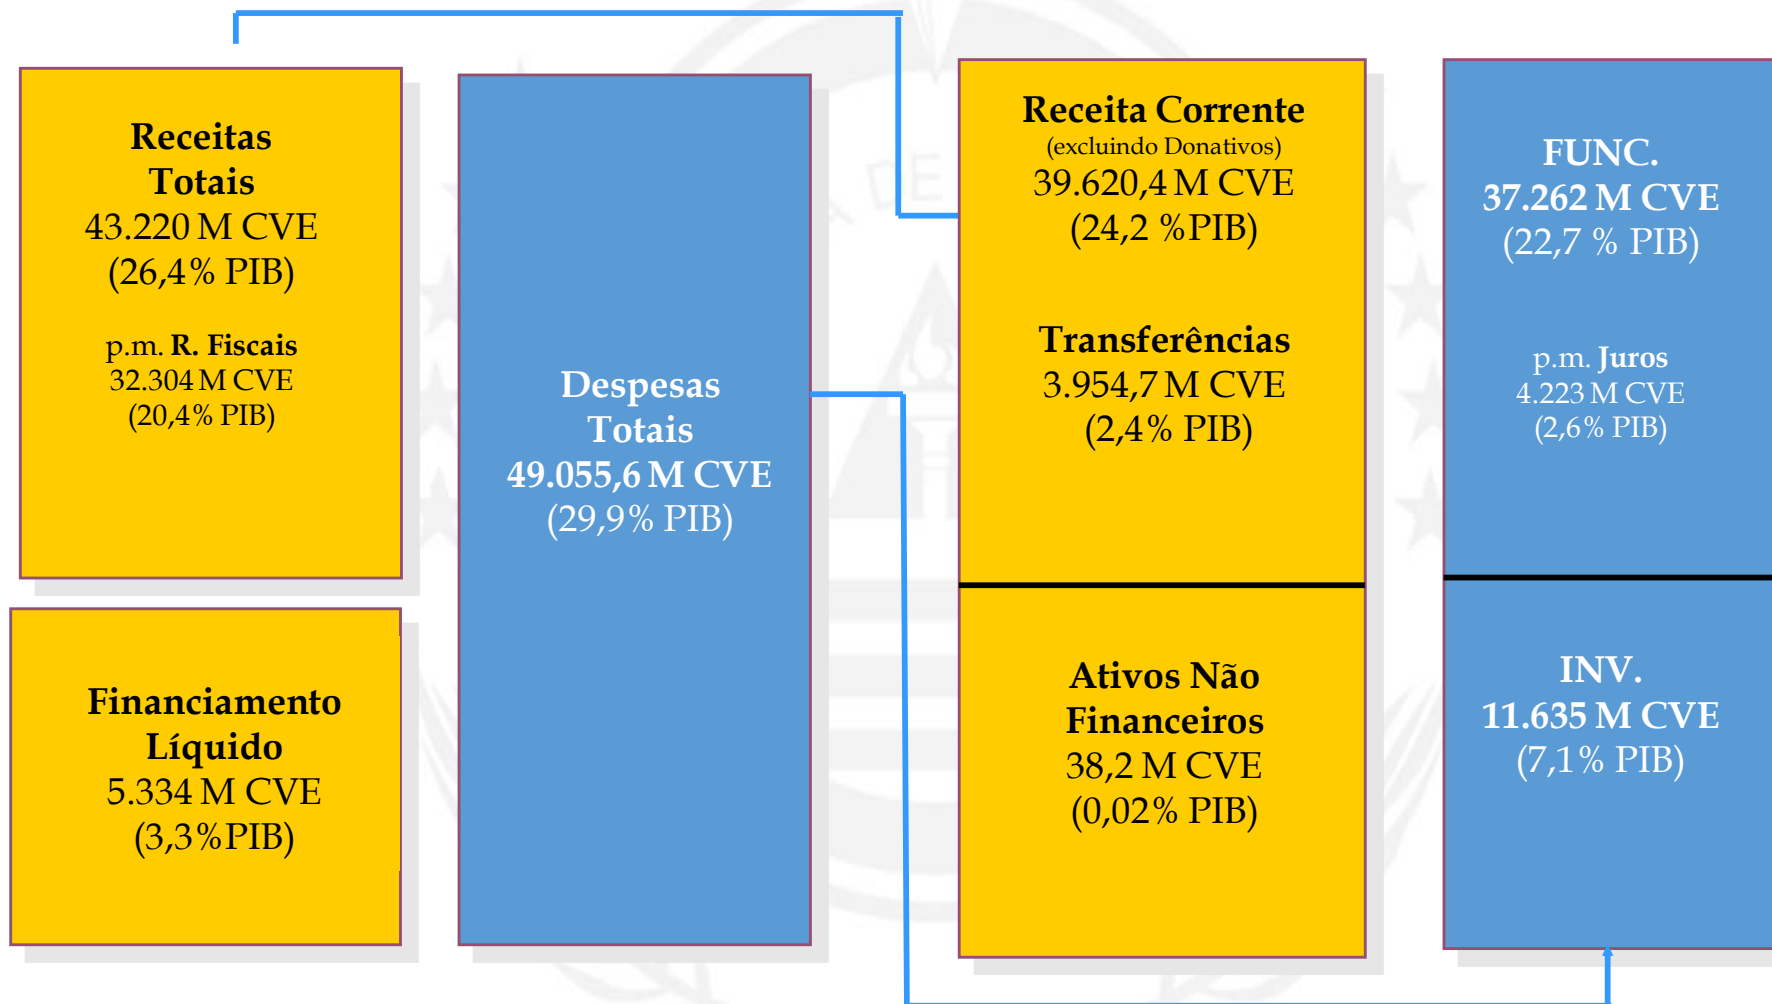 Receitas
Totais
43.220 M CVE
(26,4% PIB)
p.m. R. Fiscais
32.304 M CVE
(20,4% PIB)
Financiamento
Líquido
5.334 M CVE
(3,3%PIB)
Despesas
Totais
49.055,6 M CVE
(29,9% PIB)
Receita Corrente
(excluindo Donativos)
39.620,4 M CVE
(24,2 %PIB)
Transferências
3.954,7 M CVE
(2,4% PIB)
Ativos Não
Financeiros
38,2 M CVE
(0,02% PIB)
FUNC.
37.262 M CVE
(22,7 % PIB)
p.m. Juros
4.223 M CVE
(2,6% PIB)
INV.
11.635 M CVE
(7,1% PIB)